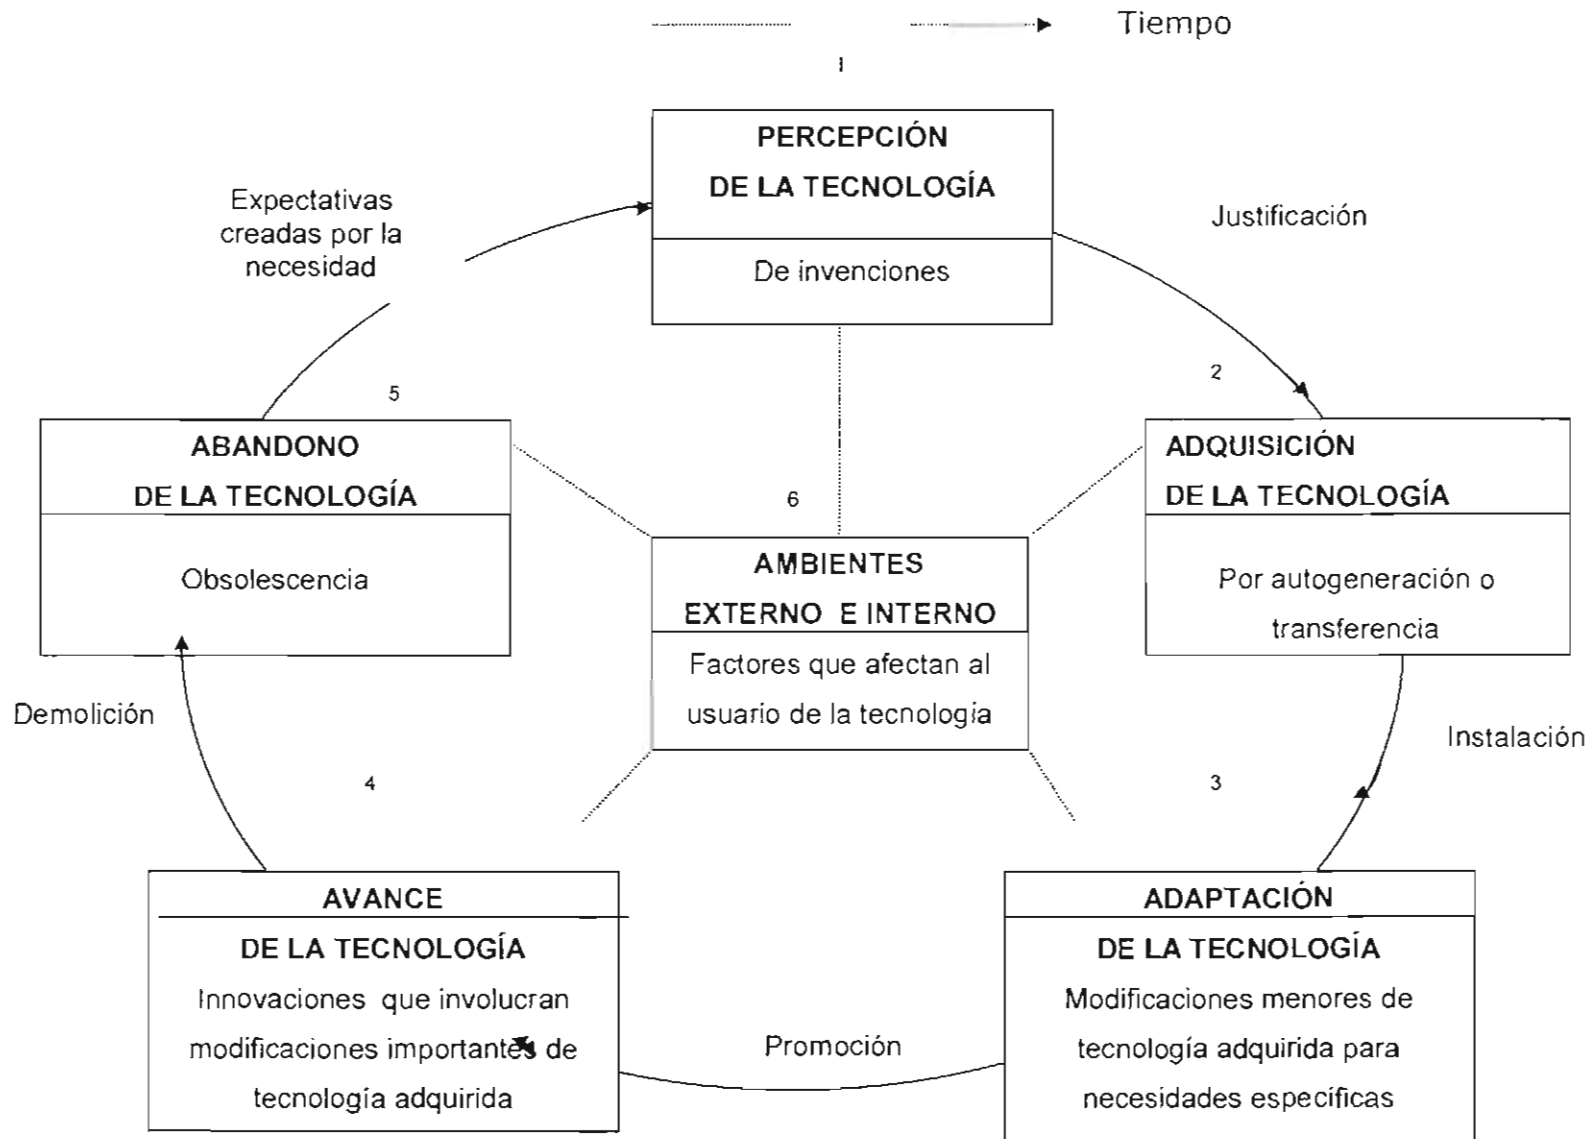 Tiempo
1
PERCEPCIÓN
DE LA TECNOLOGÍA
De invenciones
Expectativas
creadas por la
necesidad
Justificación
5
2
ABANDONO
DE LA TECNOLOGÍA
Obsolescencia
ADQUISICIÓN
DE LA TECNOLOGÍA
Por autogeneración o
transferencia
6
AMBIENTES
EXTERNO E INTERNO
Factores que afectan al
usuario de la tecnología
Demolición
Instalación
4
3
AVANCE
DE LA TECNOLOGÍA
Innovaciones que involucran
modificaciones importantes de
tecnología adquirida
Promoción
ADAPTACIÓN
DE LA TECNOLOGÍA
Modificaciones menores de
tecnología adquirida para
necesidades específicas